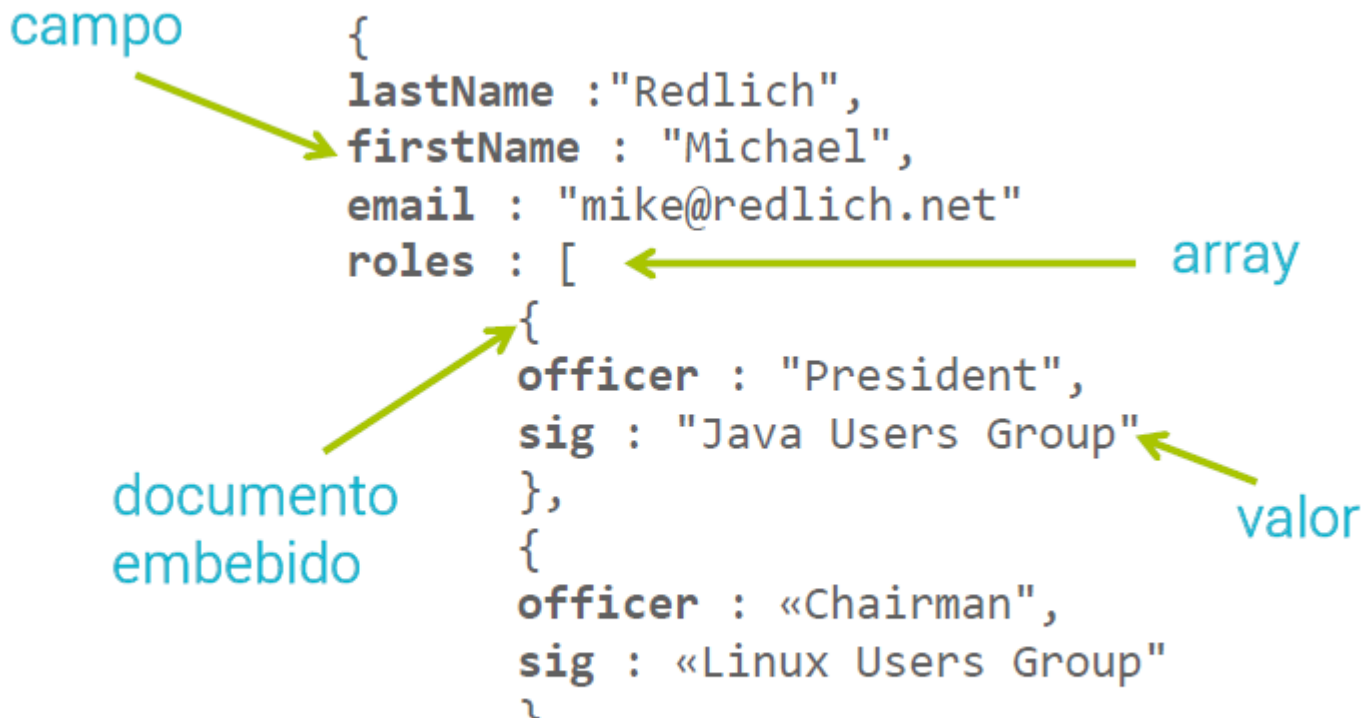 campo
{
lastName :"Redlich",
firstName : "Michael",
email : "mike@redlich.net"
roles : [
array
{
officer : "President",
sig : "Java Users Group"
documento
embebido
},
valor
{
officer : «Chairman",
sig : «Linux Users Group"
}